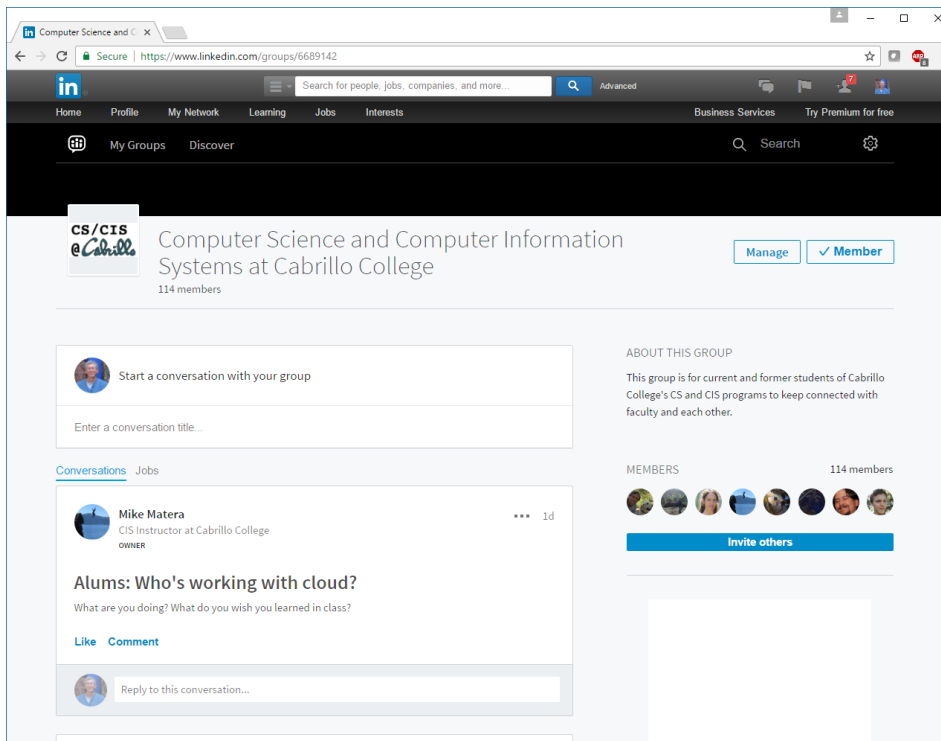 Computer Science and C
Secure | https://www.linkedin.com/groups/6689142
ABP
6
in
Search for people, jobs, companies, and more...
Advanced
7
Home Profile My Network Learning Jobs Interests Business Services Try Premium for free
My Groups Discover Search
CS/CIS
@Cabrillo
Computer Science and Computer Information
Systems at Cabrillo College
114 members
Manage
Member
Start a conversation with your group
Enter a conversation title...
Conversations Jobs
Mike Matera
CIS Instructor at Cabrillo College
OWNER
1d
Alums: Who's working with cloud?
What are you doing? What do you wish you learned in class?
Like Comment
Reply to this conversation...
ABOUT THIS GROUP
This group is for current and former students of Cabrillo
College's CS and CIS programs to keep connected with
faculty and each other.
MEMBERS 114 members
Invite others